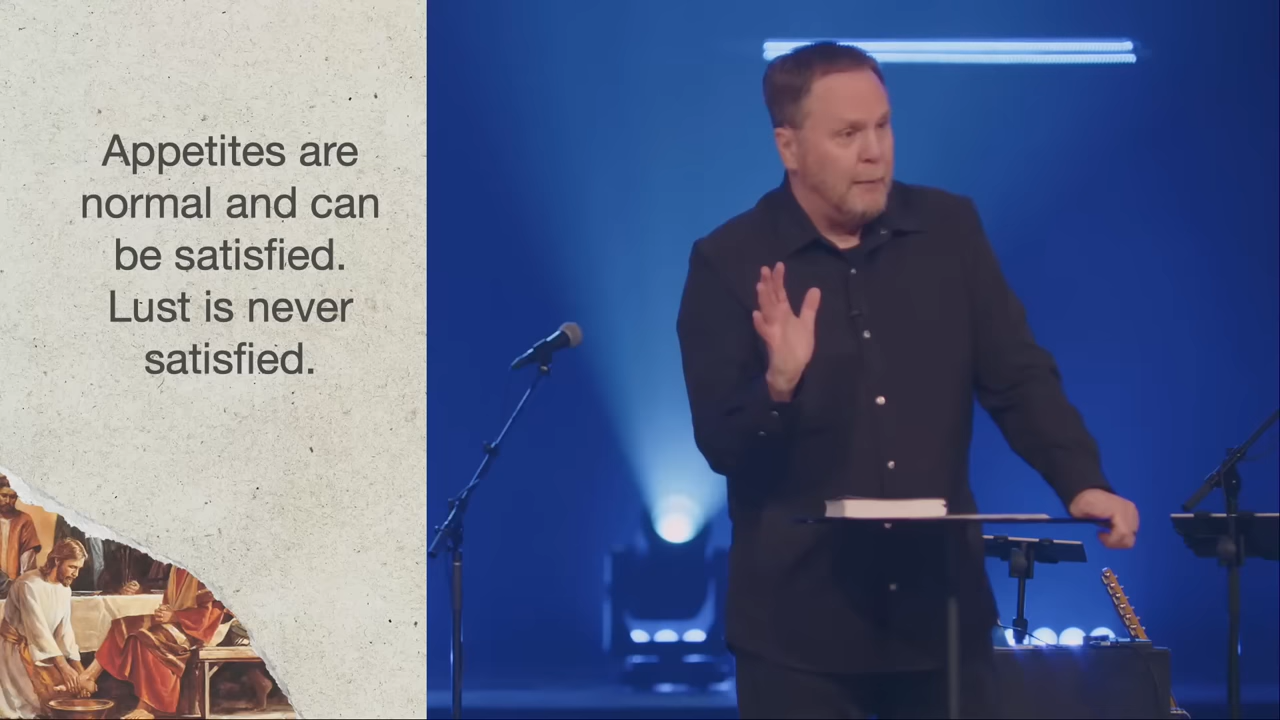 Appetites are
normal and can
be satisfied.
Lust is never
satisfied.